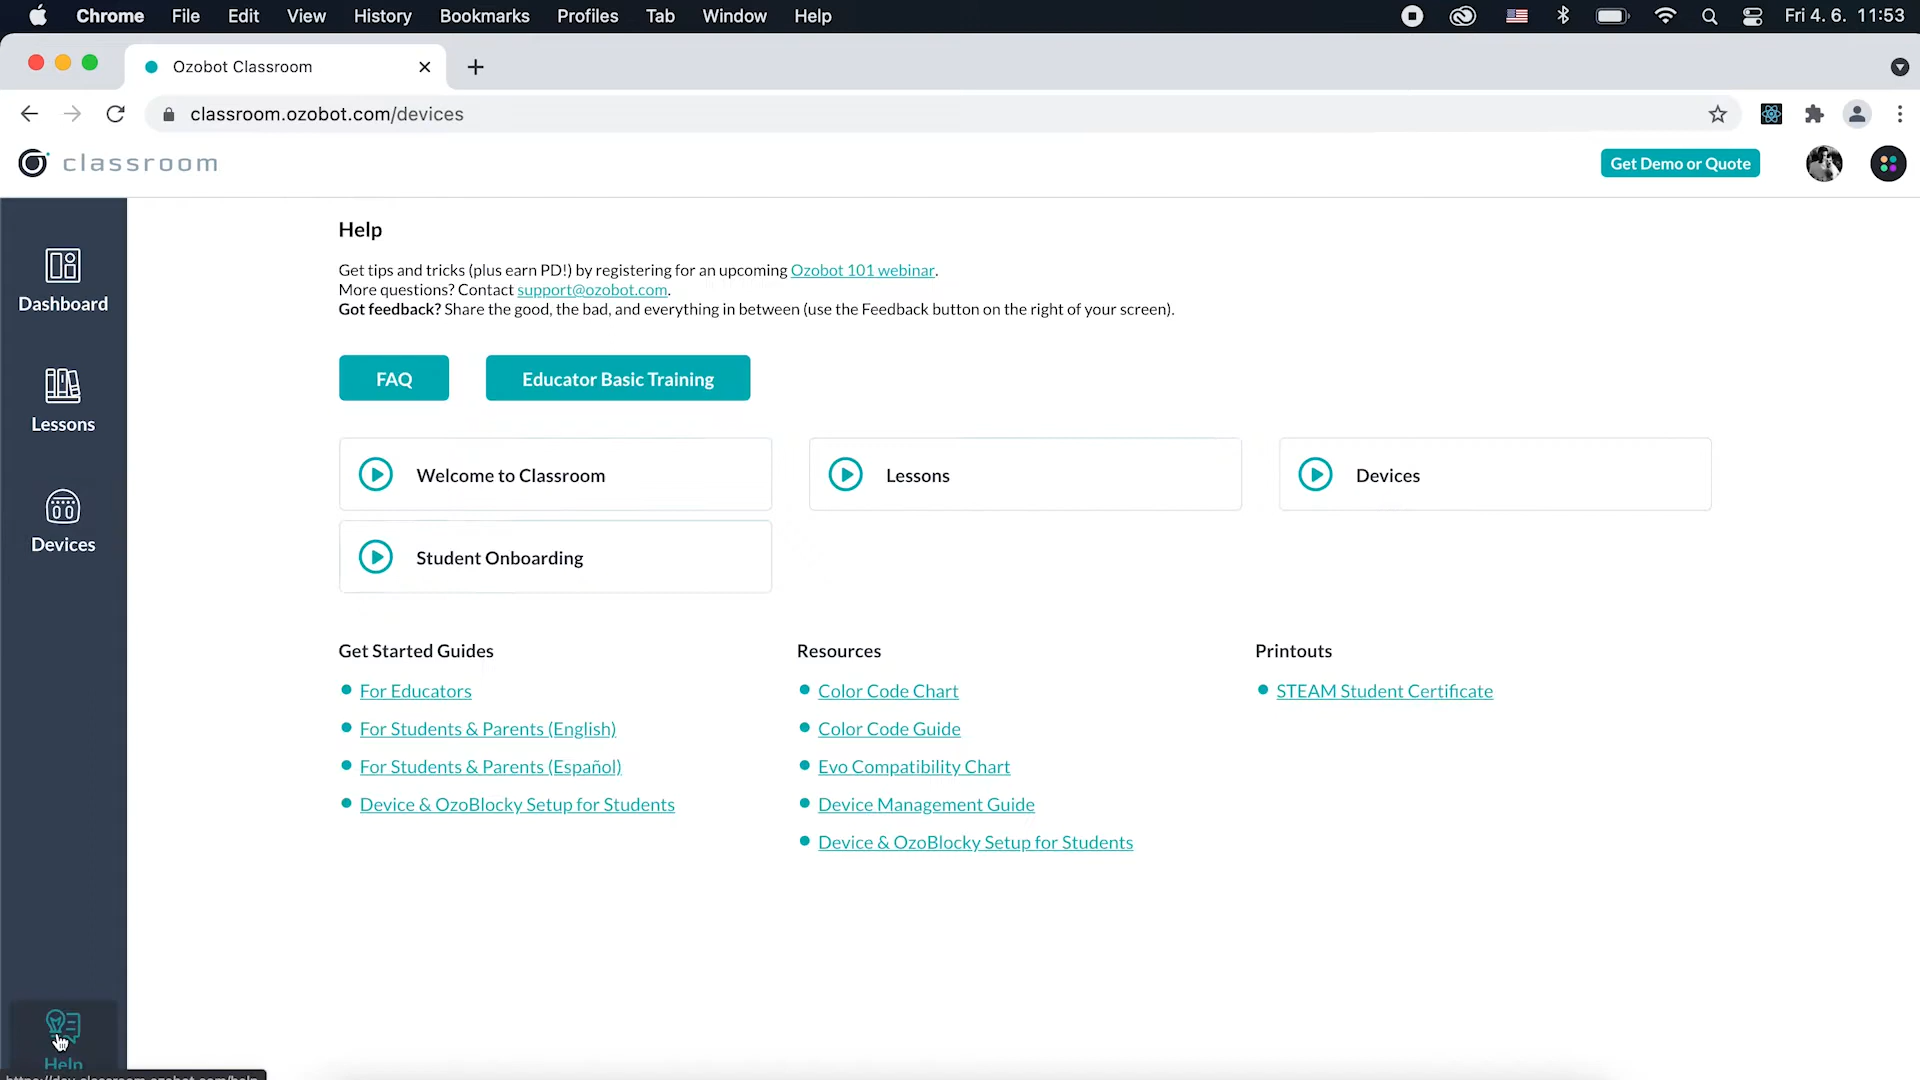 Chrome File Edit View History Bookmarks Profiles Tab Window Help Fri 4. 6. 11:53
Ozobot Classroom
classroom.ozobot.com/devices
classroom Get Demo or Quote
Dashboard
Lessons
Devices
Help
Help
Get tips and tricks (plus earn PD!) by registering for an upcoming Ozobot 101 webinar.
More questions? Contact support@ozobot.com.
Got feedback? Share the good, the bad, and everything in between (use the Feedback button on the right of your screen).
FAQ Educator Basic Training
Welcome to Classroom Lessons Devices
Student Onboarding
Get Started Guides
For Educators
For Students & Parents (English)
For Students & Parents (Español)
Device & OzoBlocky Setup for Students
Resources
Color Code Chart
Color Code Guide
Evo Compatibility Chart
Device Management Guide
Device & OzoBlocky Setup for Students
Printouts
STEAM Student Certificate